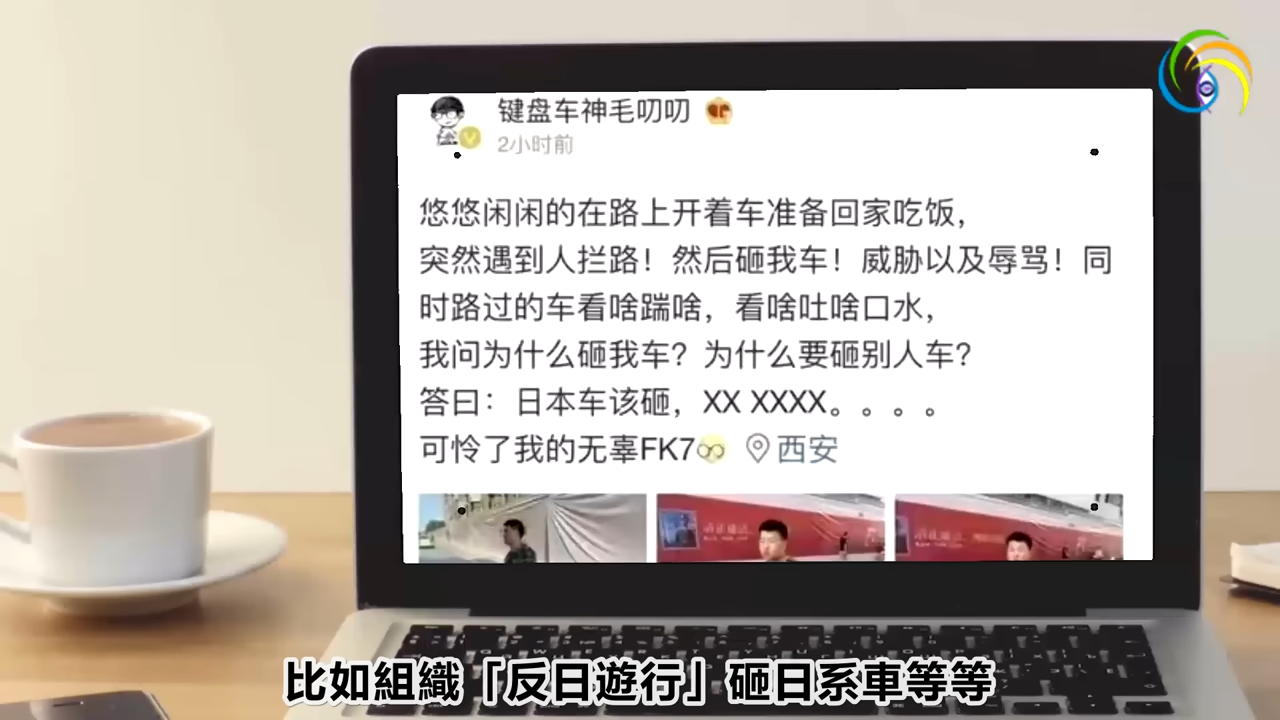 键盘车神毛叨叨
2小时前
悠悠闲闲的在路上开着车准备回家吃饭，
突然遇到人拦路！然后砸我车！威胁以及辱骂！同
时路过的车看啥踹啥，看啥吐啥口水，
我问为什么砸我车？为什么要砸别人车？
答曰：日本车该砸，XX XXXX。。。。
可怜了我的无辜FK7 西安
比如組織「反日遊行」砸日系車等等